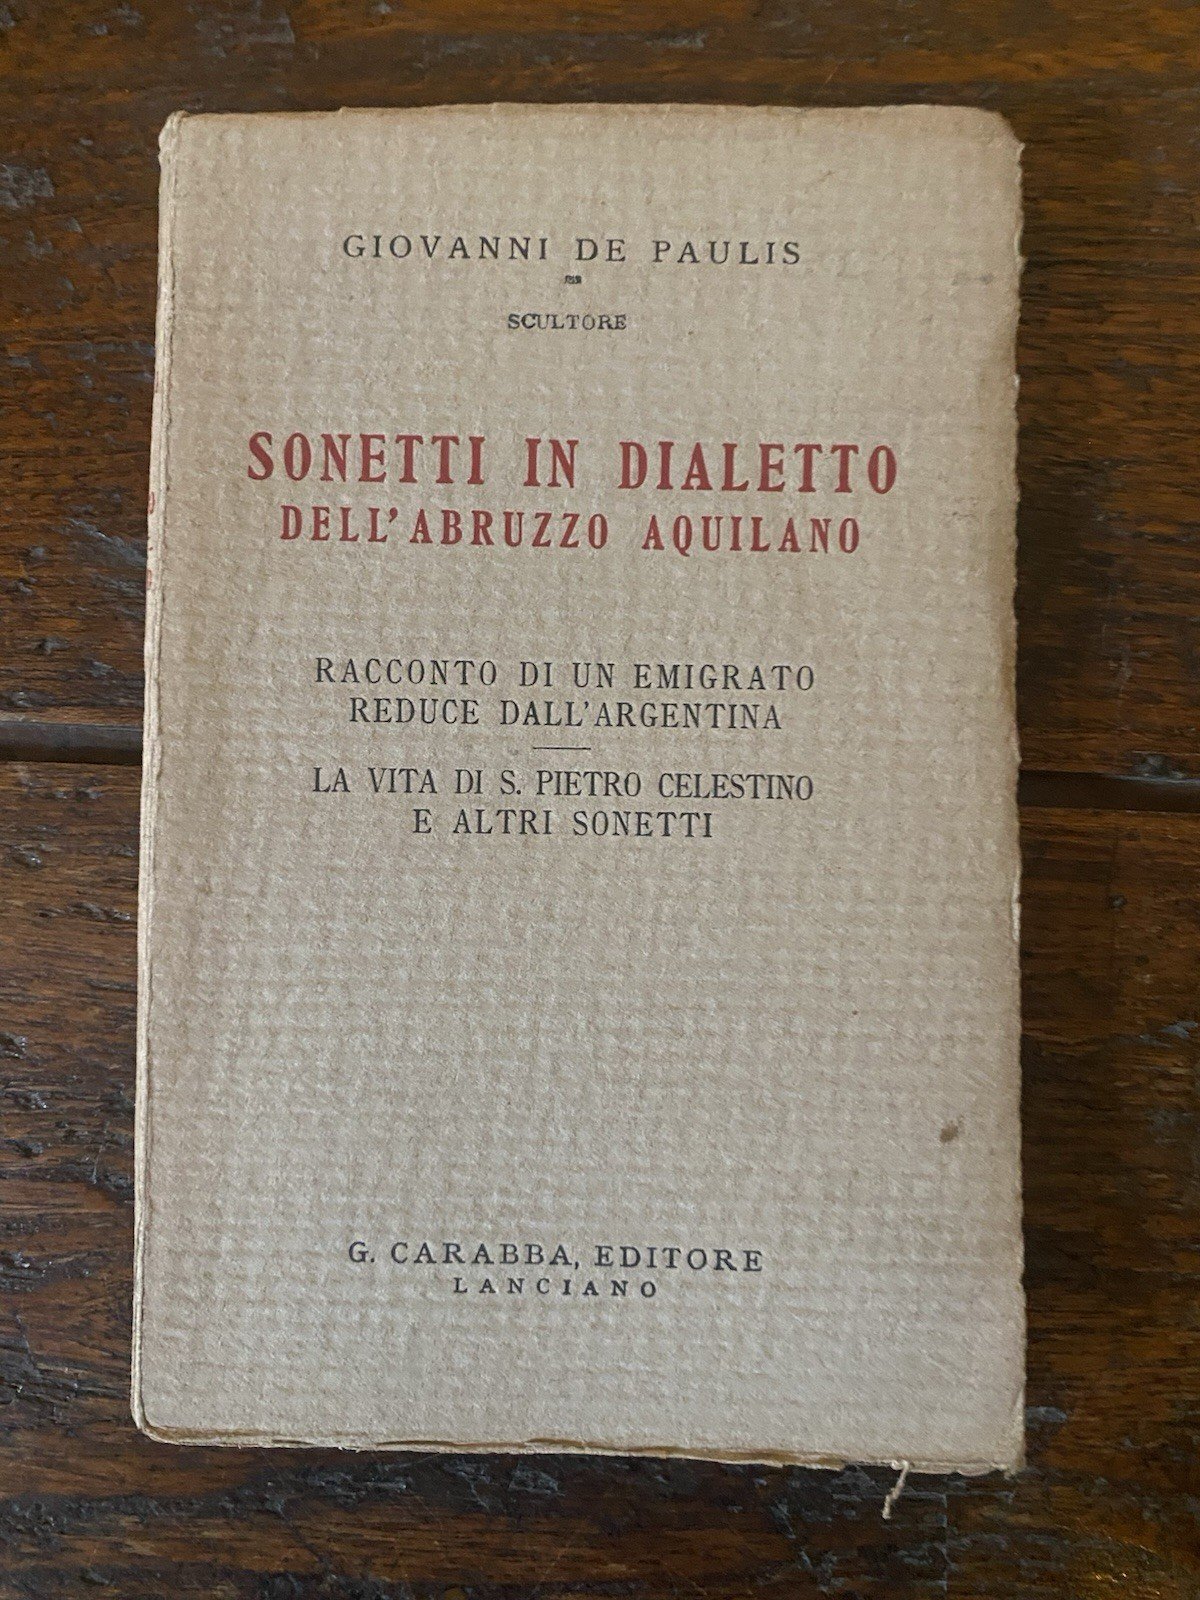 GIOVANNI DE PAULIS
SCULTORE
SONETTI IN DIALETTO
DELL'ABRUZZO AQUILANO
RACCONTO DI UN EMIGRATO
REDUCE DALL'ARGENTINA
LA VITA DI S. PIETRO CELESTINO
E ALTRI SONETTI
G. CARABBA, EDITORE
LANCIANO